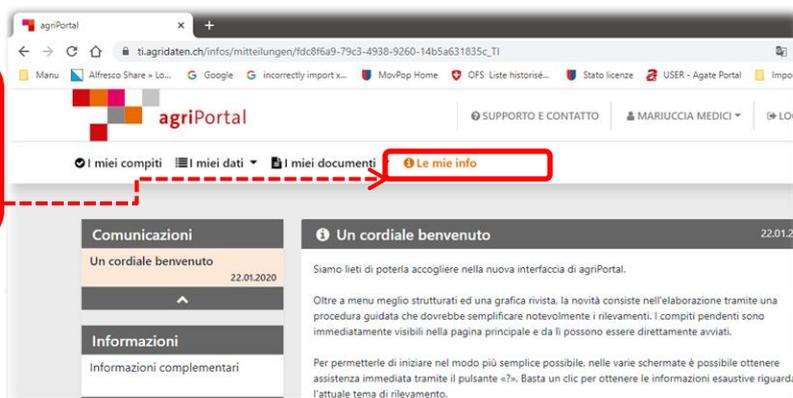 agriPortal
ti.agridaten.ch/infos/mitteilungen/fdc8f6a9-79c3-4938-9260-14b5a631835c_TI
Manu Alfresco Share » Lo... Google incorrectly import x... MovPop Home OFS Liste historisé... Stato licenze USER - Agate Portal Impo
agriPortal
SUPPORTO E CONTATTO MARIUCCIA MEDICI LO
I miei compiti I miei dati I miei documenti Le mie info
Comunicazioni
Un cordiale benvenuto
22.01.2020
Informazioni
Informazioni complementari
Un cordiale benvenuto 22.01.2
Siamo lieti di poterla accogliere nella nuova interfaccia di agriPortal.
Oltre a menu meglio strutturati ed una grafica rivista, la novità consiste nell'elaborazione tramite una
procedura guidata che dovrebbe semplificare notevolmente i rilevamenti. I compiti pendenti sono
immediatamente visibili nella pagina principale e da lì possono essere direttamente avviati.
Per permetterle di iniziare nel modo più semplice possibile, nelle varie schermate è possibile ottenere
assistenza immediata tramite il pulsante «?». Basta un clic per ottenere le informazioni esaustive riguarda
l'attuale tema di rilevamento.